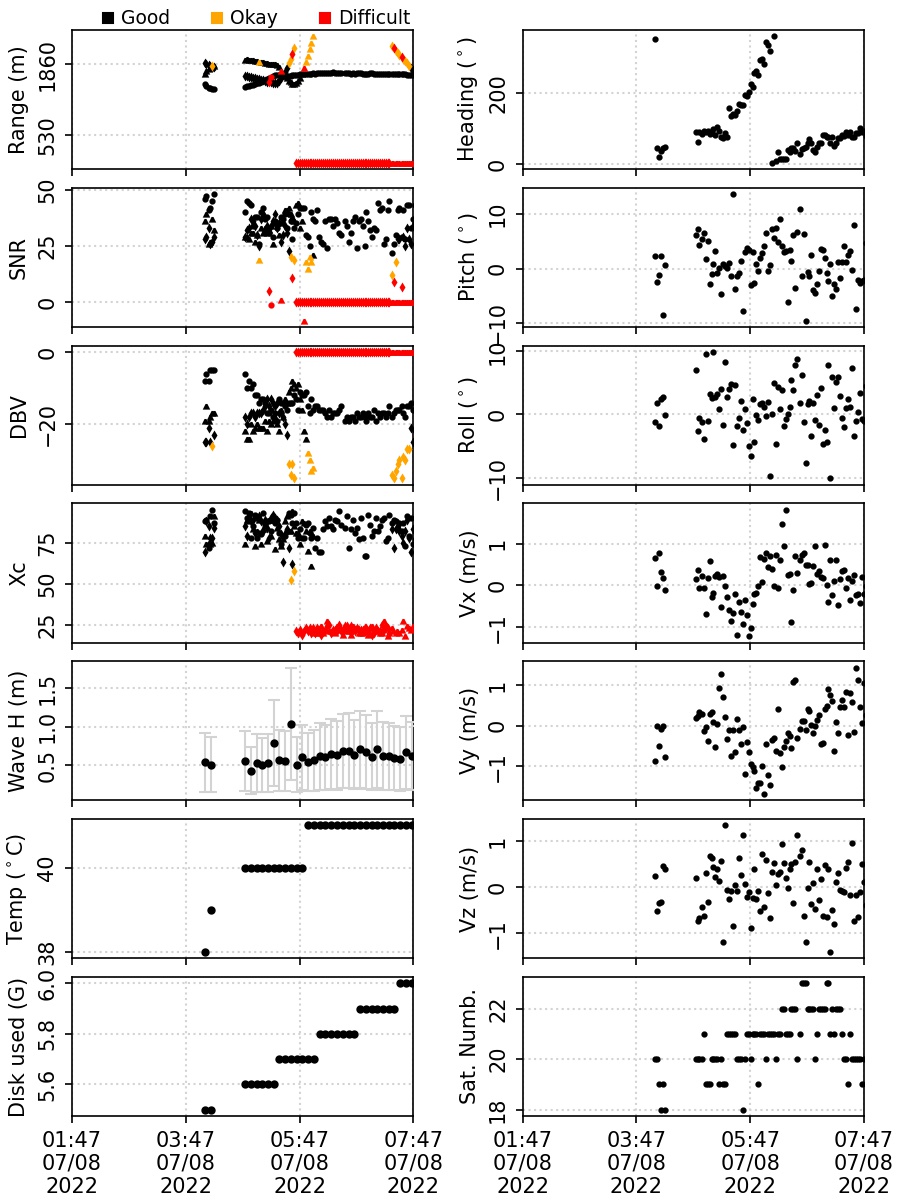 Good Okay Difficult
Range (m)
1860
530
Heading (°)
200
0
SNR
50
25
0
Pitch (°)
10
0
−10
DBV
0
−20
Roll (°)
10
0
−10
Xc
75
50
25
Vx (m/s)
1
0
−1
Wave H (m)
1.5
1.0
0.5
Vy (m/s)
1
0
−1
Temp (°C)
40
38
Vz (m/s)
1
0
−1
Disk used (G)
6.0
5.8
5.6
Sat. Numb.
22
20
18
01:47 03:47 05:47 07:47
07/08 07/08 07/08 07/08
2022 2022 2022 2022
01:47 03:47 05:47 07:47
07/08 07/08 07/08 07/08
2022 2022 2022 2022